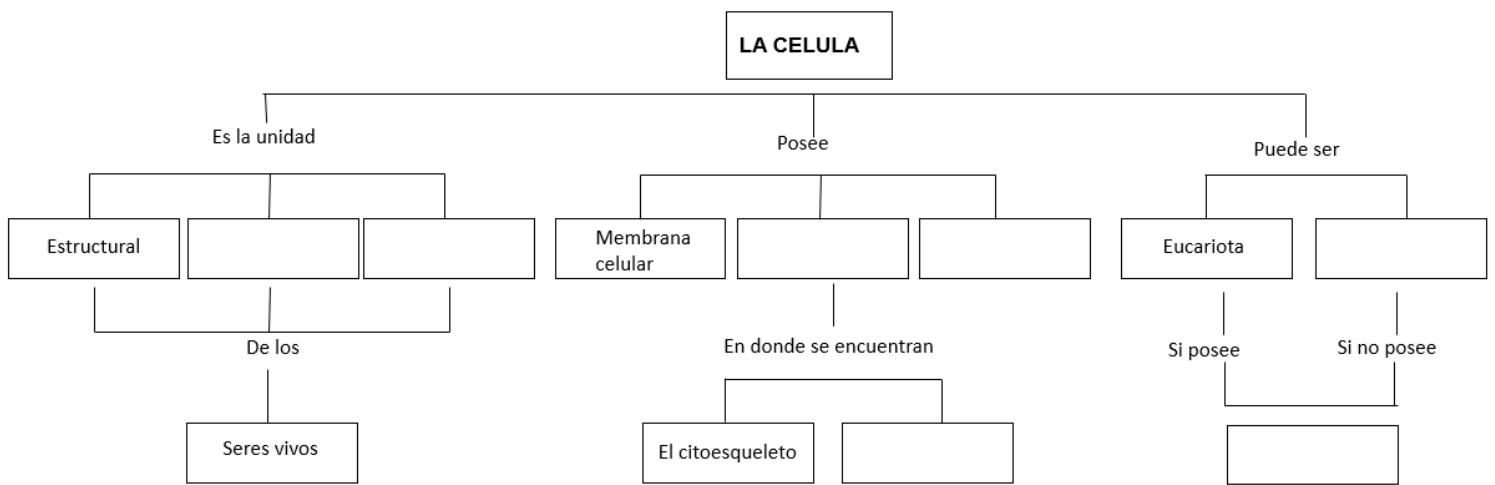 LA CELULA
Es la unidad
Posee
Puede ser
Estructural
Membrana
celular
Eucariota
De los
En donde se encuentran
Si posee
Si no posee
Seres vivos
El citoesqueleto